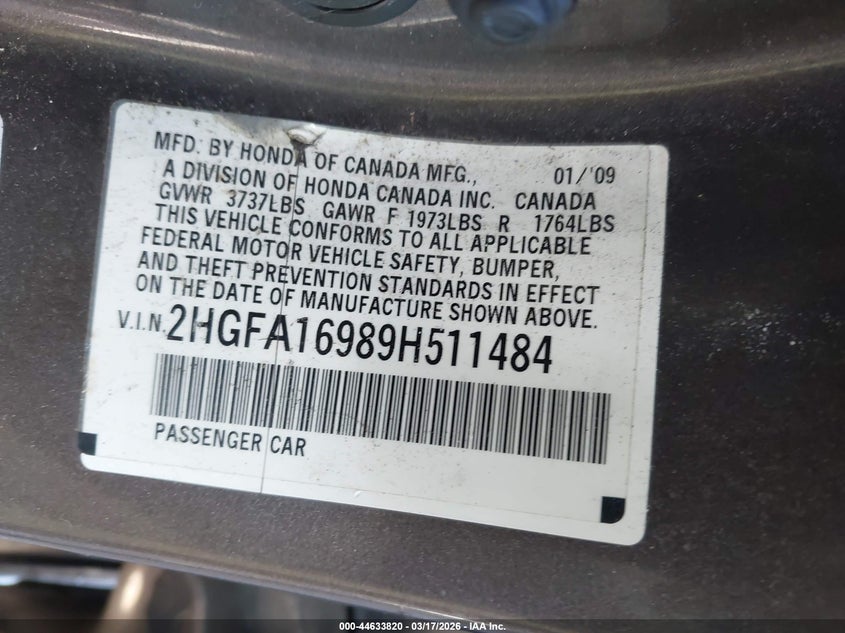 MFD. BY HONDA OF CANADA MFG., 01/'09
A DIVISION OF HONDA CANADA INC. CANADA
GVWR 3737LBS GAWR F 1973LBS R 1764LBS
THIS VEHICLE CONFORMS TO ALL APPLICABLE
FEDERAL MOTOR VEHICLE SAFETY, BUMPER,
AND THEFT PREVENTION STANDARDS IN EFFECT
ON THE DATE OF MANUFACTURE SHOWN ABOVE.
V.I.N. 2HGFA16989H511484
PASSENGER CAR
000-44633820 - 03/17/2026 - IAA Inc.